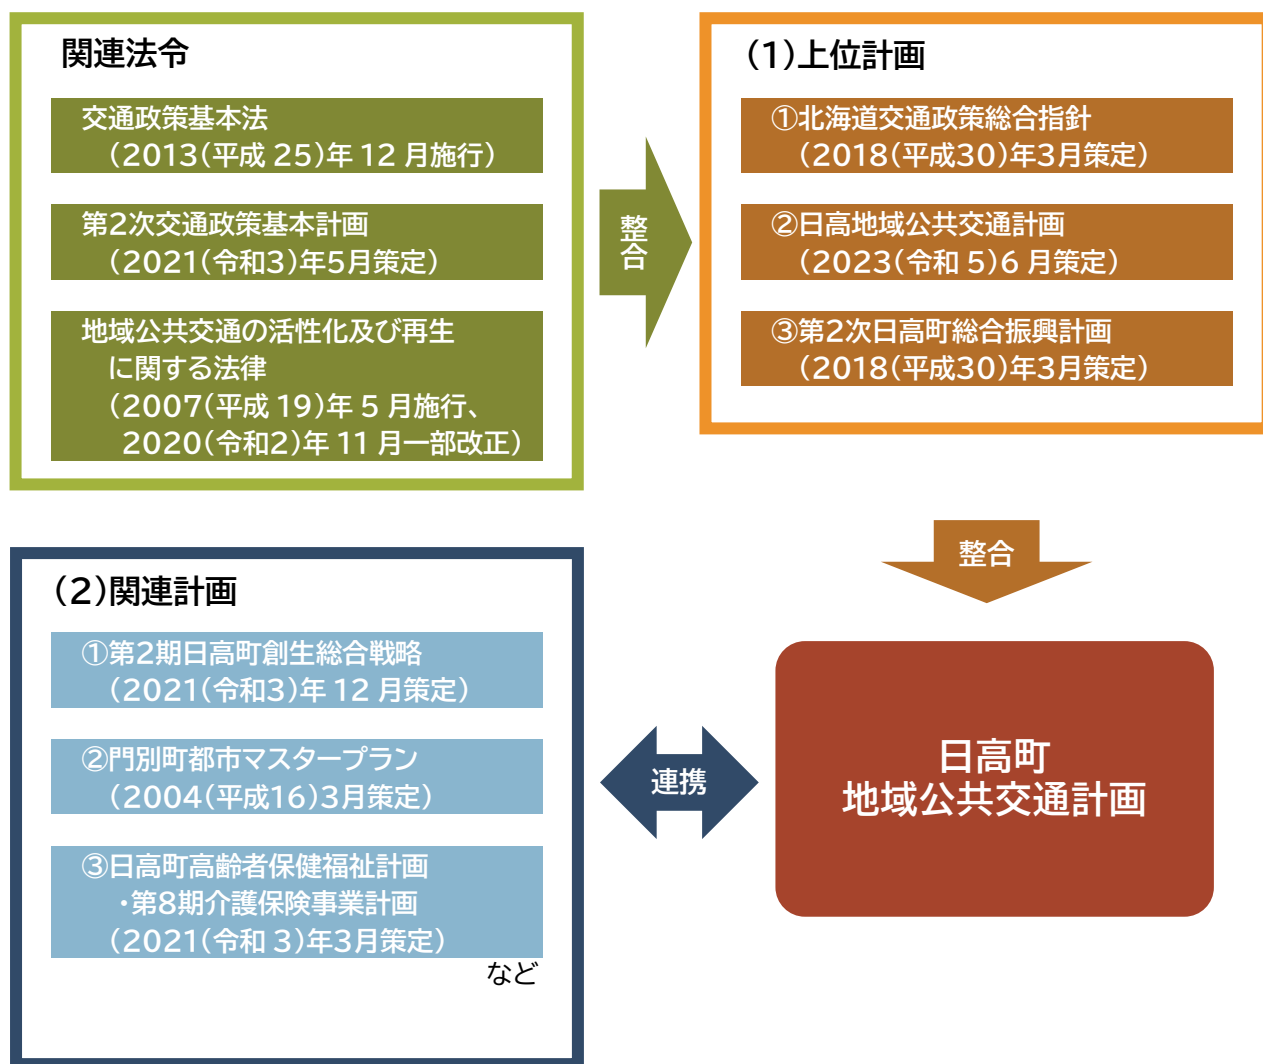 関連法令
交通政策基本法
（2013（平成 25）年 12 月施行）
第2次交通政策基本計画
（2021（令和3）年5月策定）
地域公共交通の活性化及び再生
に関する法律
（2007（平成 19）年 5 月施行、
2020（令和2）年 11 月一部改正）
整合
（1）上位計画
①北海道交通政策総合指針
（2018（平成30）年3月策定）
②日高地域公共交通計画
（2023（令和 5）6 月策定）
③第2次日高町総合振興計画
（2018（平成30）年3月策定）
整合
（2）関連計画
①第2期日高町創生総合戦略
（2021（令和3）年 12 月策定）
②門別町都市マスタープラン
（2004（平成16）3月策定）
③日高町高齢者保健福祉計画
・第8期介護保険事業計画
（2021（令和 3）年3月策定）
など
連携
日高町
地域公共交通計画